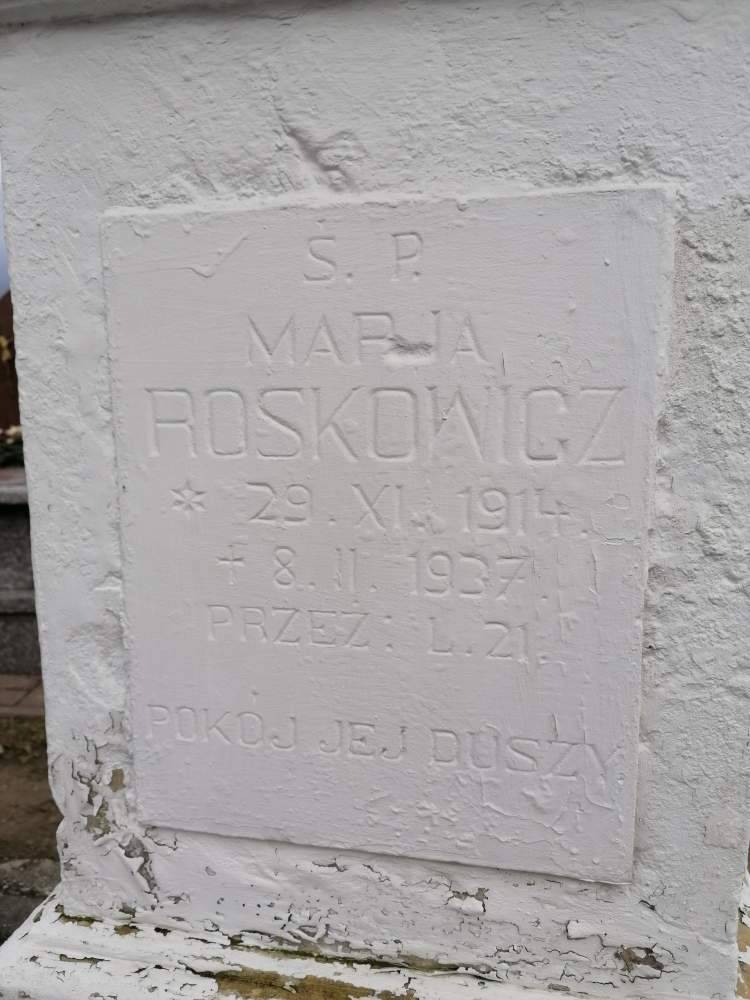 Ś. P.
MARJA
ROSKOWICZ
* 29. XI. 1914.
+ 8. II. 1937.
PRZEŻ: L. 21.
POKÓJ JEJ DUSZY